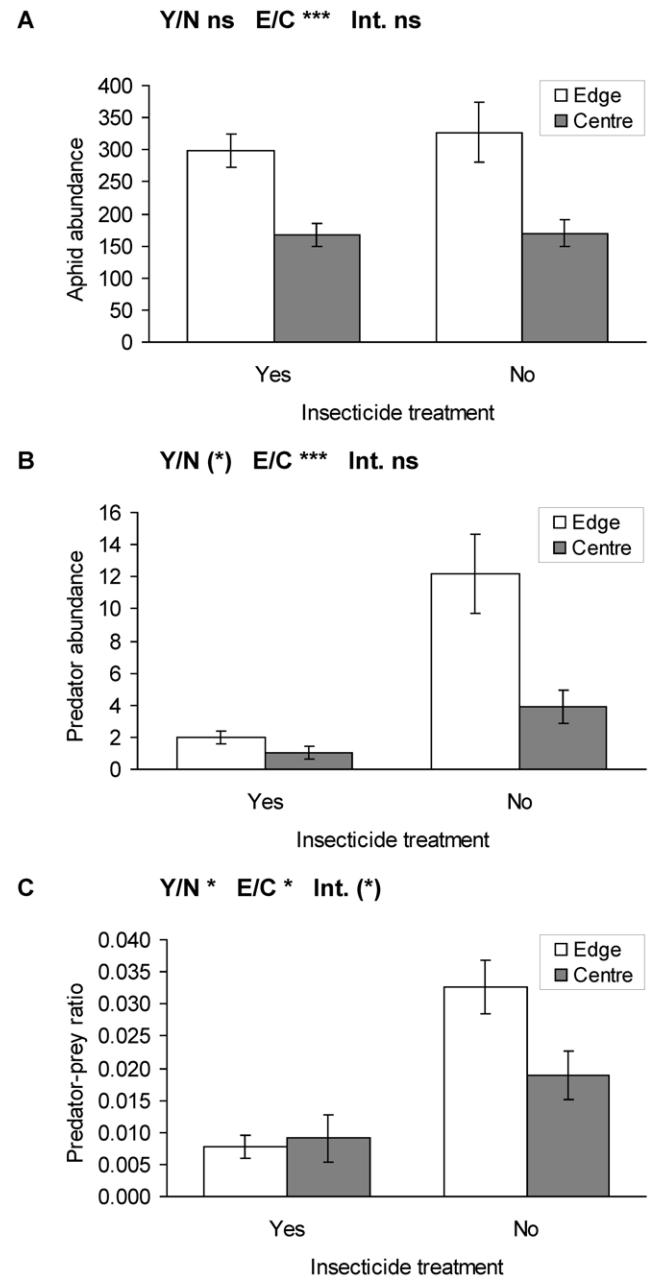 A Y/N ns E/C *** Int. ns
Edge
Centre
400
350
300
250
200
150
100
50
0
Aphid abundance
Yes No
Insecticide treatment
B Y/N (*) E/C *** Int. ns
Edge
Centre
16
14
12
10
8
6
4
2
0
Predator abundance
Yes No
Insecticide treatment
C Y/N * E/C * Int. (*)
Edge
Centre
0.040
0.035
0.030
0.025
0.020
0.015
0.010
0.005
0.000
Predator-prey ratio
Yes No
Insecticide treatment